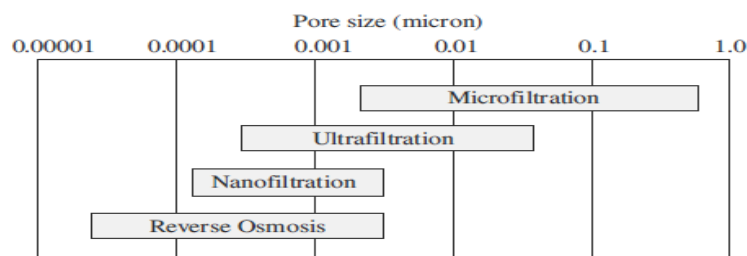 Pore size (micron)
0.00001 0.0001 0.001 0.01 0.1 1.0
Microfiltration
Ultrafiltration
Nanofiltration
Reverse Osmosis